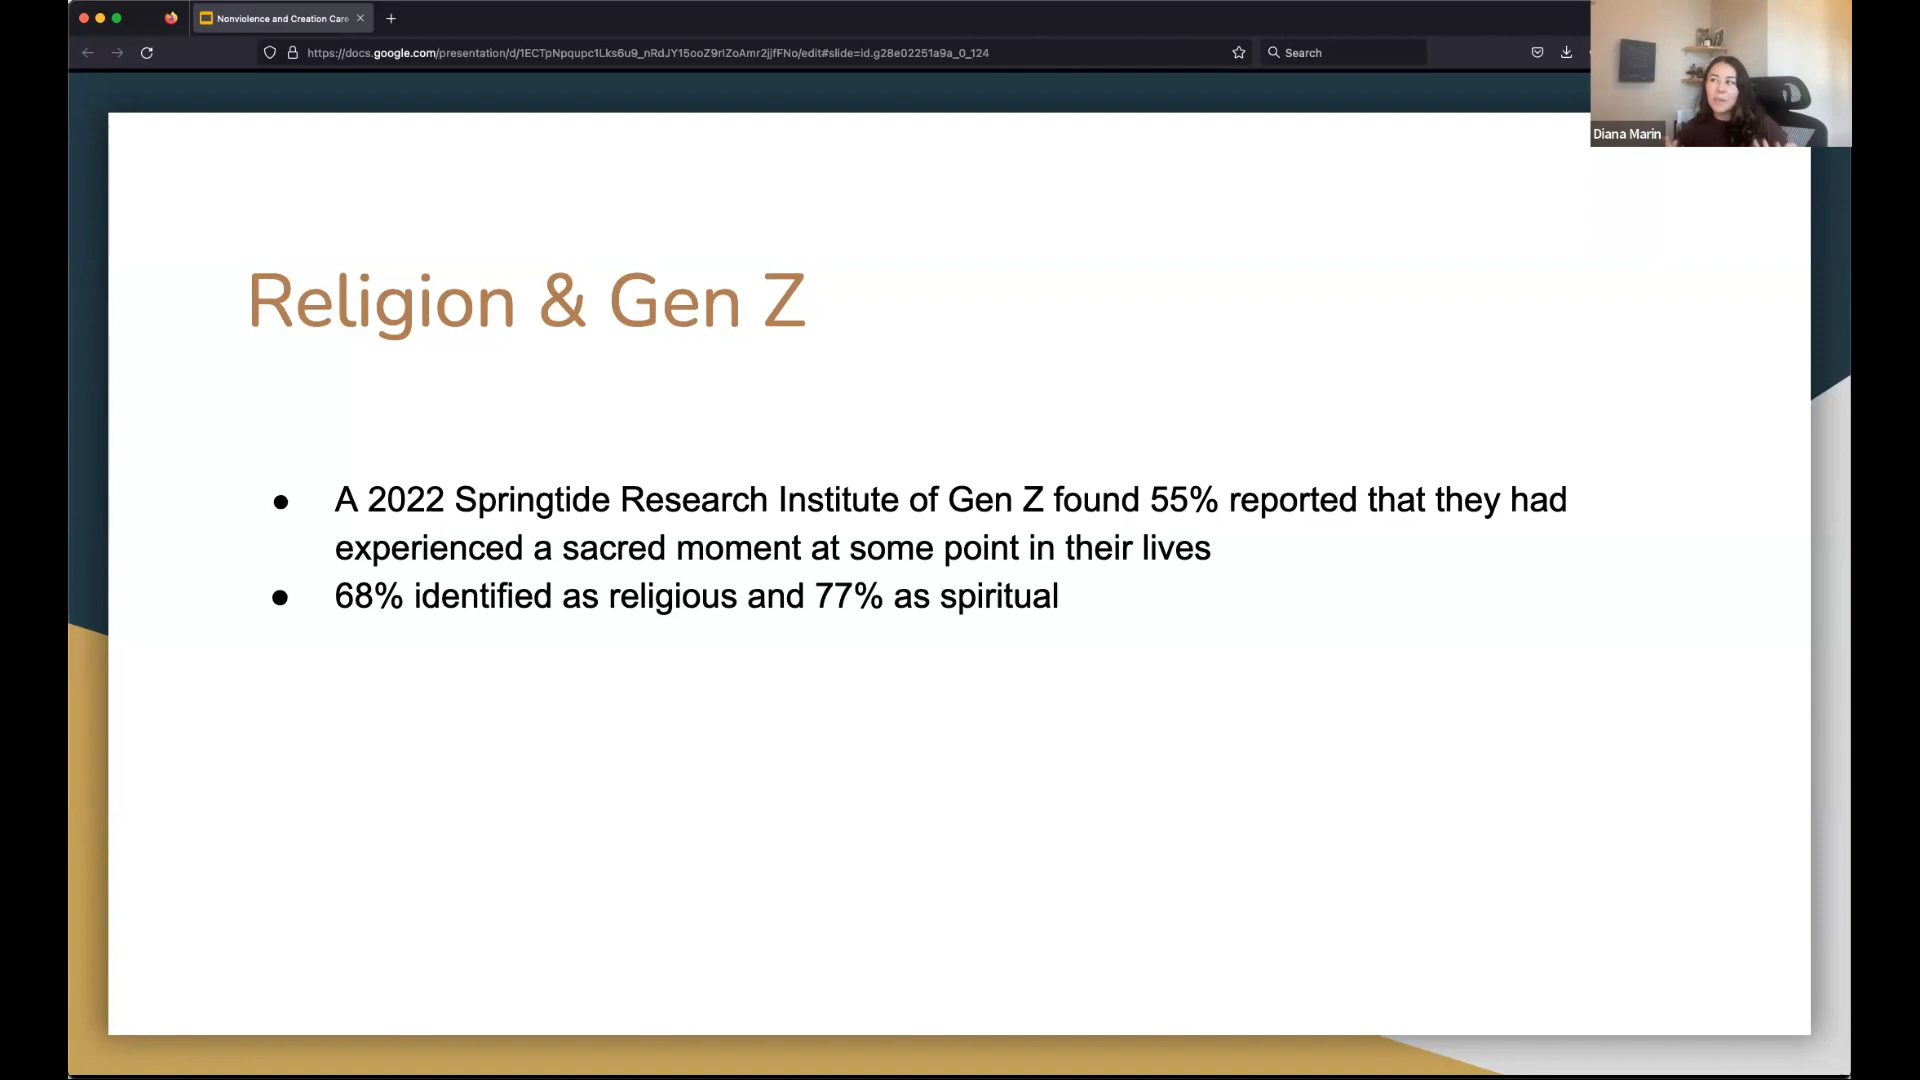 Nonviolence and Creation Care
https://docs.google.com/presentation/d/1ECTpNpqupc1Lks6u9_nRdJY15ooZ9rIZoAmr2jjfFNo/edit#slide=id.g28e02251a9a_0_124
Search
Diana Marin
Religion & Gen Z
● A 2022 Springtide Research Institute of Gen Z found 55% reported that they had
experienced a sacred moment at some point in their lives
● 68% identified as religious and 77% as spiritual